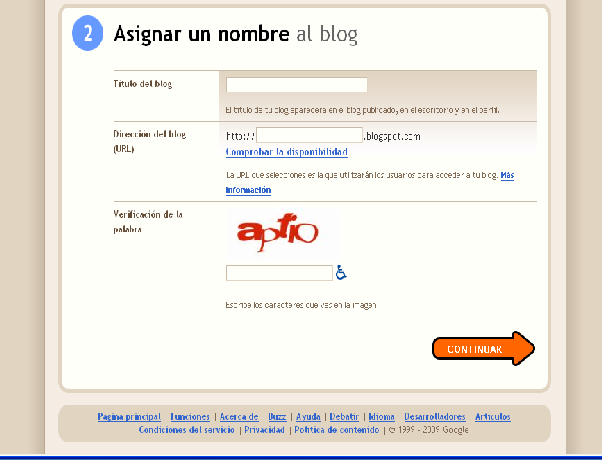 2 Asignar un nombre al blog
Título del blog
El título de tu blog aparecerá en el blog publicado, en el escritorio y en el perfil.
Dirección del blog
(URL)
http:// .blogspot.com
Comprobar la disponibilidad
La URL que selecciones es la que utilizarán los usuarios para acceder a tu blog. Más
información
Verificación de la
palabra
Escribe los caracteres que veas en la imagen
CONTINUAR
Página principal | Funciones | Acerca de | Buzz | Ayuda | Debatir | Idioma | Desarrolladores | Artículos
Condiciones del servicio | Privacidad | Política de contenido | © 1999 - 2009 Google